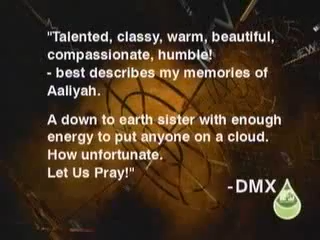 "Talented, classy, warm, beautiful,
compassionate, humble!
- best describes my memories of
Aaliyah.
A down to earth sister with enough
energy to put anyone on a cloud.
How unfortunate.
Let Us Pray!"
-DMX